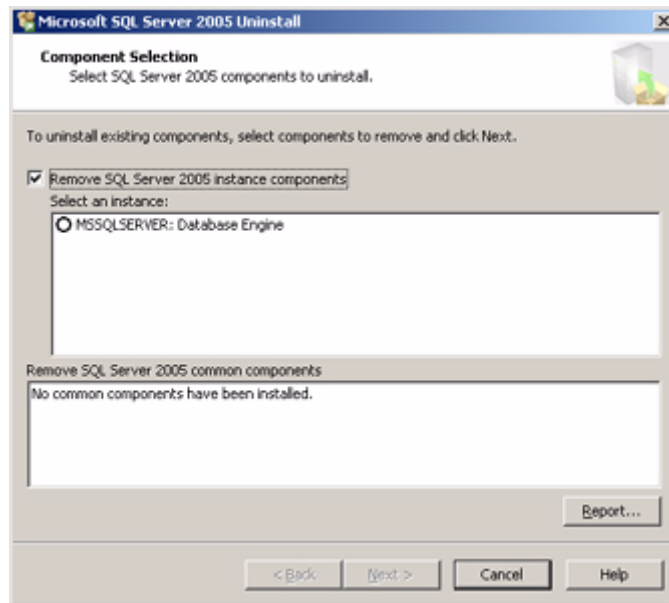 Microsoft SQL Server 2005 Uninstall
Component Selection
Select SQL Server 2005 components to uninstall.
To uninstall existing components, select components to remove and click Next.
Remove SQL Server 2005 instance components
Select an instance:
MSSQLSERVER: Database Engine
Remove SQL Server 2005 common components
No common components have been installed.
Report...
< Back Next > Cancel Help